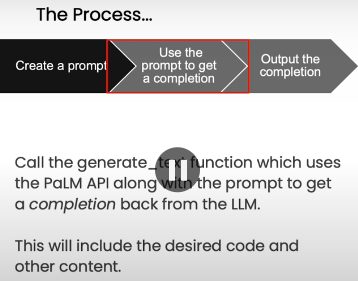 The Process...
Create a prompt
Use the
prompt to get
a completion
Output the
completion
Call the generate_text function which uses
the PaLM API along with the prompt to get
a completion back from the LLM.
This will include the desired code and
other content.